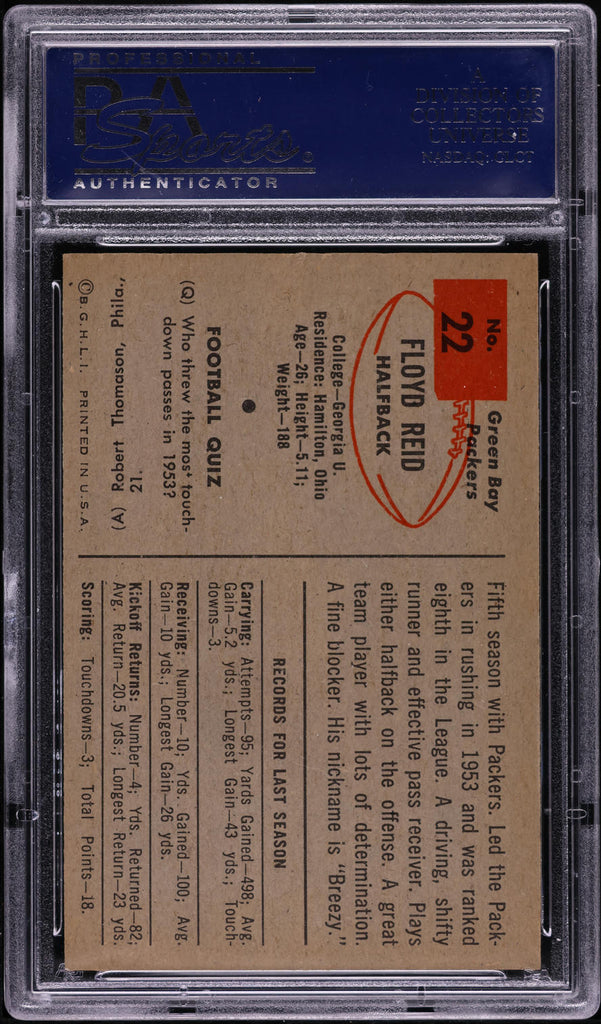 PROFESSIONAL
PSA
Sports
AUTHENTICATOR
A
DIVISION OF
COLLECTORS
UNIVERSE
NASDAQ: CLCT
No.
22
Green Bay
Packers
FLOYD REID
HALFBACK
College—Georgia U.
Residence: Hamilton, Ohio
Age—26; Height—5.11;
Weight—188
FOOTBALL QUIZ
(Q) Who threw the most touch-
down passes in 1953?
21.
Robert Thomason, Phila., (A)
©B.G.H.L.I. PRINTED IN U.S.A.
Fifth season with Packers. Led the Pack-
ers in rushing in 1953 and was ranked
eighth in the League. A driving, shifty
runner and effective pass receiver. Plays
either halfback on the offense. A great
team player with lots of determination.
A fine blocker. His nickname is "Breezy."
RECORDS FOR LAST SEASON
Carrying: Attempts—95; Yards Gained—498; Avg.
Gain—5.2 yds.; Longest Gain—43 yds.; Touch-
downs—3.
Receiving: Number—10; Yds. Gained—100; Avg.
Gain—10 yds.; Longest Gain—26 yds.
Kickoff Returns: Number—4; Yds. Returned—82;
Avg. Return—20.5 yds.; Longest Return—23 yds.
Scoring: Touchdowns—3; Total Points—18.